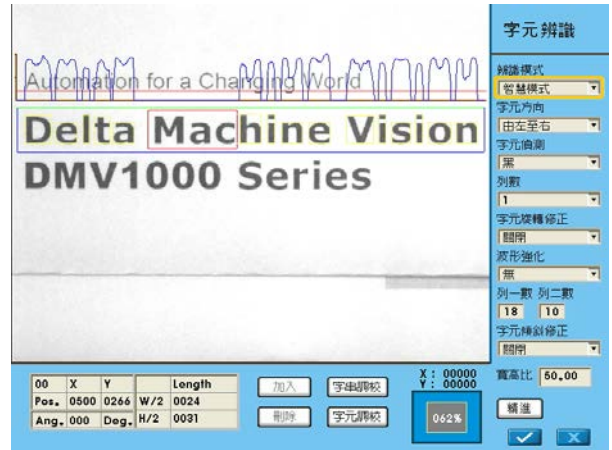 字元辨識
Automation for a Changing World
Delta Machine Vision
DMV1000 Series
辨識模式
智慧模式
字元方向
由左至右
字元偵測
黑
列數
1
字元旋轉修正
關閉
波形強化
無
列一數 列二數
18 10
字元傾斜修正
關閉
寬高比 50.00
精進
00 X Y Length
Pos. 0500 0266 W/2 0024
Ang. 000 Deg. H/2 0031
加入 字串調校
刪除 字元調校
X : 00000
Y : 00000
062%